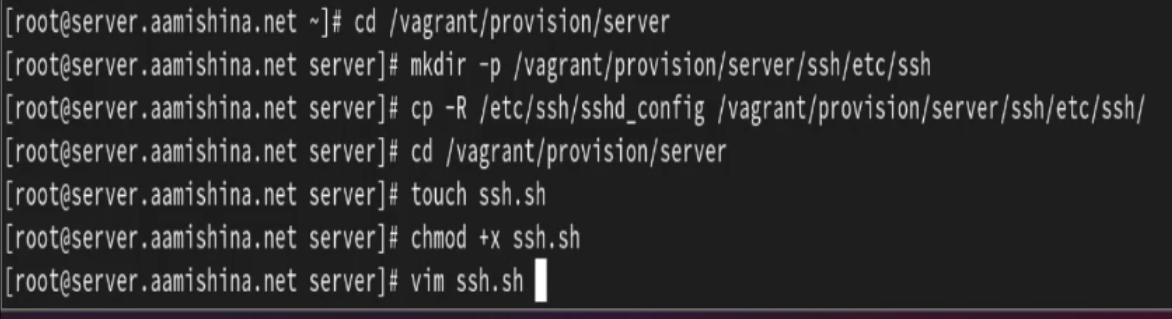 [root@server.aamishina.net ~]# cd /vagrant/provision/server
[root@server.aamishina.net server]# mkdir -p /vagrant/provision/server/ssh/etc/ssh
[root@server.aamishina.net server]# cp -R /etc/ssh/sshd_config /vagrant/provision/server/ssh/etc/ssh/
[root@server.aamishina.net server]# cd /vagrant/provision/server
[root@server.aamishina.net server]# touch ssh.sh
[root@server.aamishina.net server]# chmod +x ssh.sh
[root@server.aamishina.net server]# vim ssh.sh